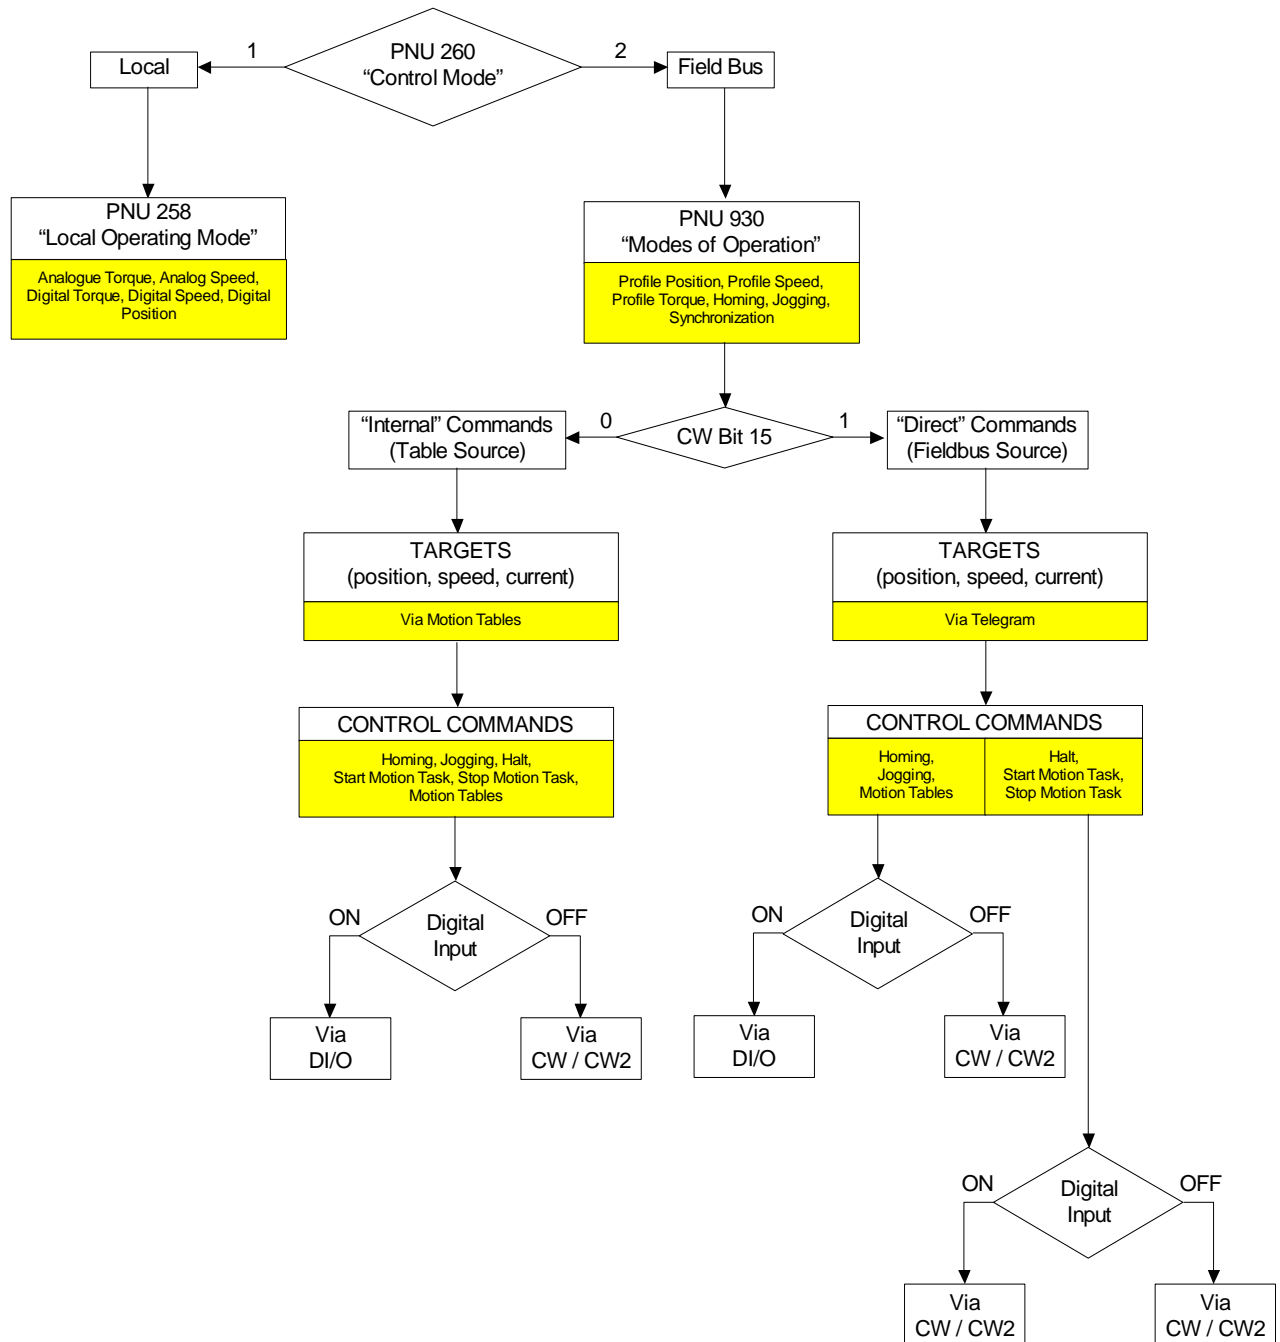 1
PNU 260
“Control Mode”
2
Local
Field Bus
PNU 258
“Local Operating Mode”
Analogue Torque, Analog Speed,
Digital Torque, Digital Speed, Digital
Position
PNU 930
“Modes of Operation”
Profile Position, Profile Speed,
Profile Torque, Homing, Jogging,
Synchronization
“Internal” Commands
(Table Source)
0
CW Bit 15
1
“Direct” Commands
(Fieldbus Source)
TARGETS
(position, speed, current)
Via Motion Tables
TARGETS
(position, speed, current)
Via Telegram
CONTROL COMMANDS
Homing, Jogging, Halt,
Start Motion Task, Stop Motion Task,
Motion Tables
CONTROL COMMANDS
Homing,
Jogging,
Motion Tables
Halt,
Start Motion Task,
Stop Motion Task
ON
Digital
Input
OFF
Via
DI/O
Via
CW / CW2
ON
Digital
Input
OFF
Via
DI/O
Via
CW / CW2
ON
Digital
Input
OFF
Via
CW / CW2
Via
CW / CW2